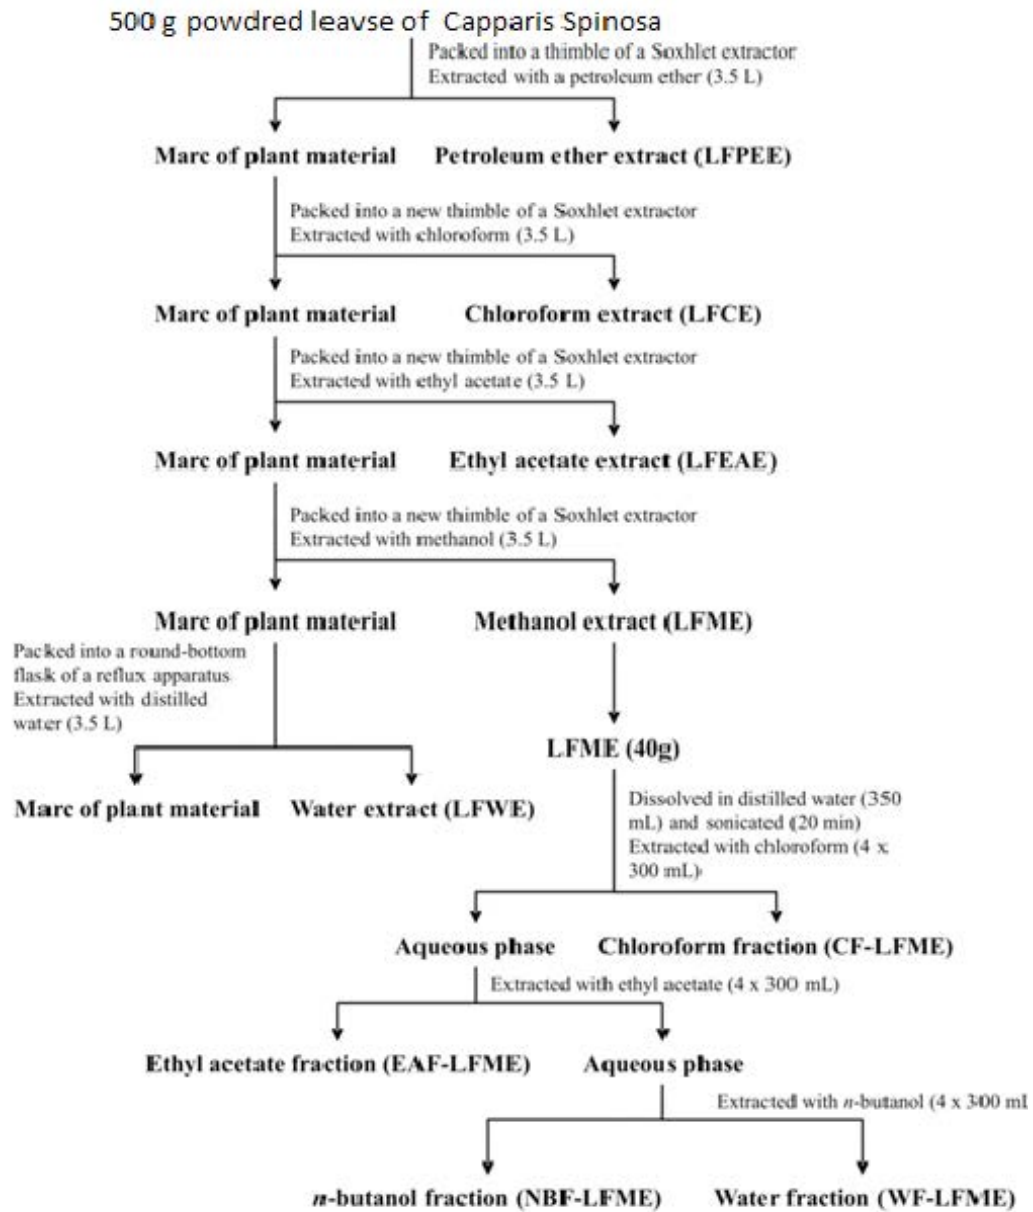 500 g powdred leavse of Capparis Spinosa
Packed into a thimble of a Soxhlet extractor
Extracted with a petroleum ether (3.5 L)
Marc of plant material Petroleum ether extract (LFPEE)
Packed into a new thimble of a Soxhlet extractor
Extracted with chloroform (3.5 L)
Marc of plant material Chloroform extract (LFCE)
Packed into a new thimble of a Soxhlet extractor
Extracted with ethyl acetate (3.5 L)
Marc of plant material Ethyl acetate extract (LFEAE)
Packed into a new thimble of a Soxhlet extractor
Extracted with methanol (3.5 L)
Marc of plant material Methanol extract (LFME)
Packed into a round-bottom
flask of a reflux apparatus
Extracted with distilled
water (3.5 L)
LFME (40g)
Marc of plant material Water extract (LFWE)
Dissolved in distilled water (350
mL) and sonicated (20 min)
Extracted with chloroform (4 x
300 mL)
Aqueous phase Chloroform fraction (CF-LFME)
Extracted with ethyl acetate (4 x 300 mL)
Ethyl acetate fraction (EAF-LFME) Aqueous phase
Extracted with n-butanol (4 x 300 mL
n-butanol fraction (NBF-LFME) Water fraction (WF-LFME)